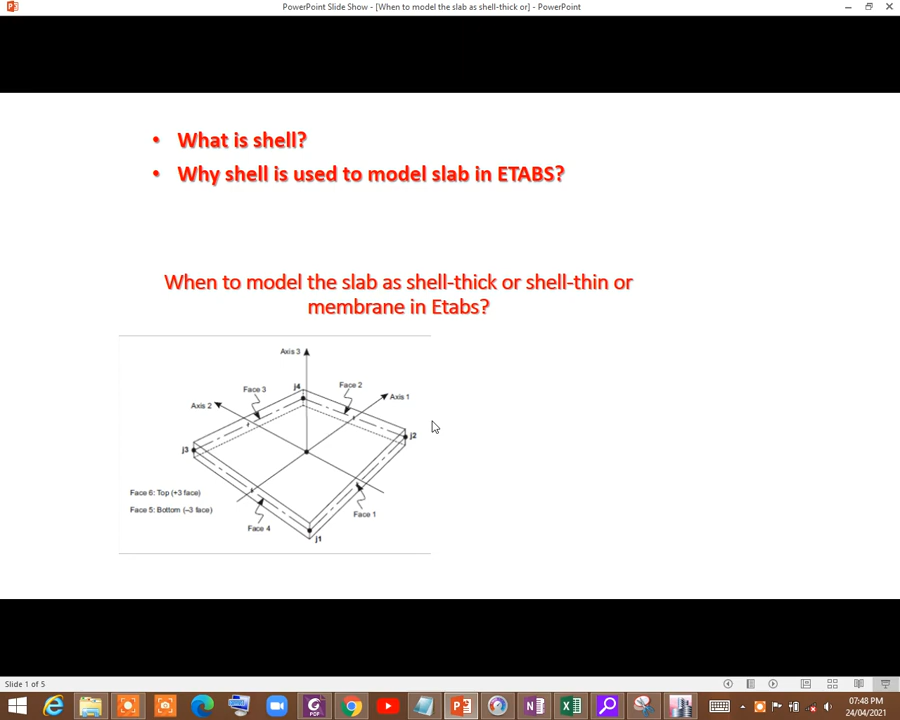 PowerPoint Slide Show - [When to model the slab as shell-thick or] - PowerPoint
• What is shell?
• Why shell is used to model slab in ETABS?
When to model the slab as shell-thick or shell-thin or
membrane in Etabs?
Axis 3
Face 3
j4
Face 2
Axis 2
Axis 1
j3
j2
Face 6: Top (+3 face)
Face 5: Bottom (–3 face)
Face 4
Face 1
j1
Slide 1 of 5
07:48 PM
24/04/2021